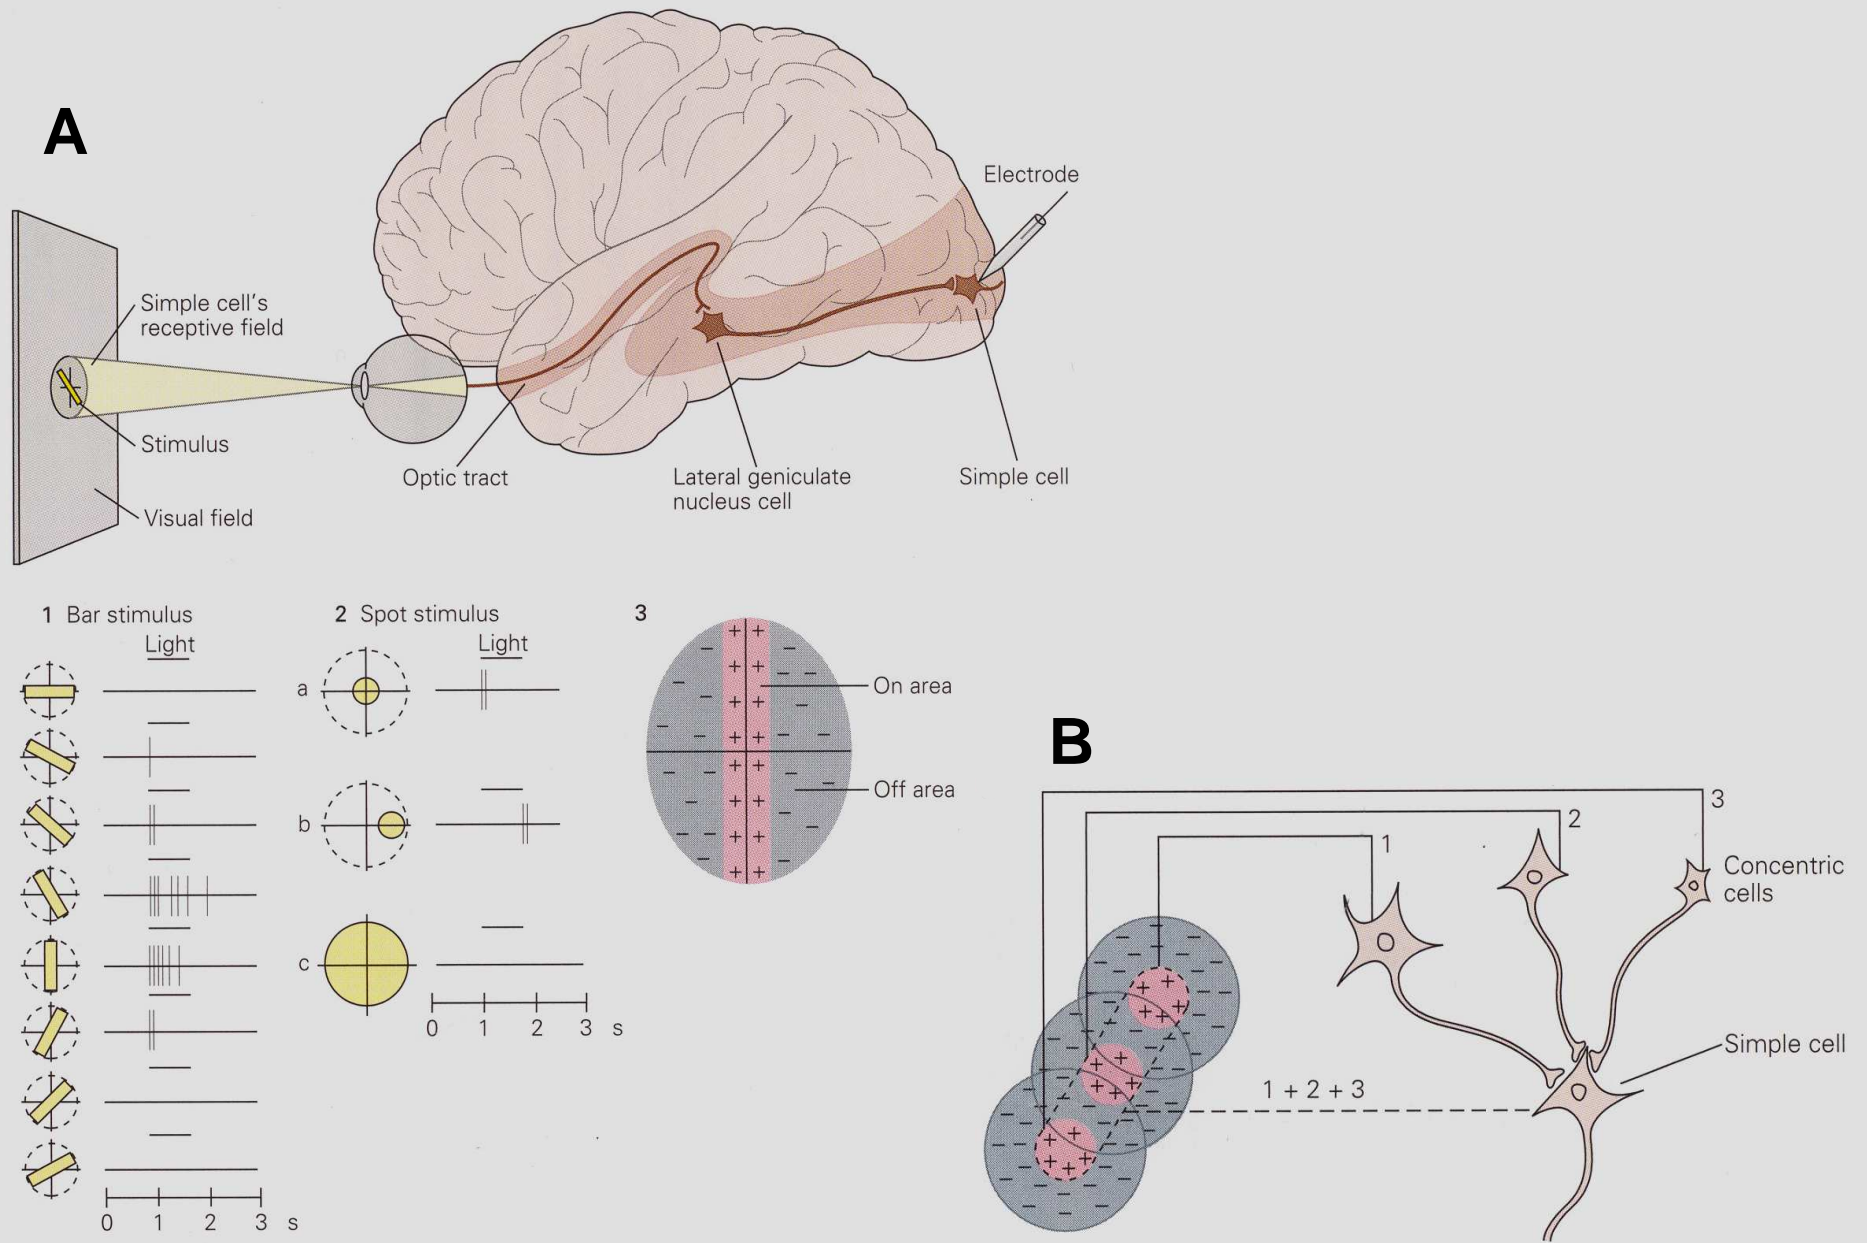 A
Electrode
Simple cell's
receptive field
Stimulus
Optic tract
Lateral geniculate
nucleus cell
Simple cell
Visual field
1 Bar stimulus
Light
2 Spot stimulus
Light
a
b
c
0 1 2 3 s
0 1 2 3 s
3
On area
Off area
B
3
2
1
Concentric
cells
Simple cell
1 + 2 + 3